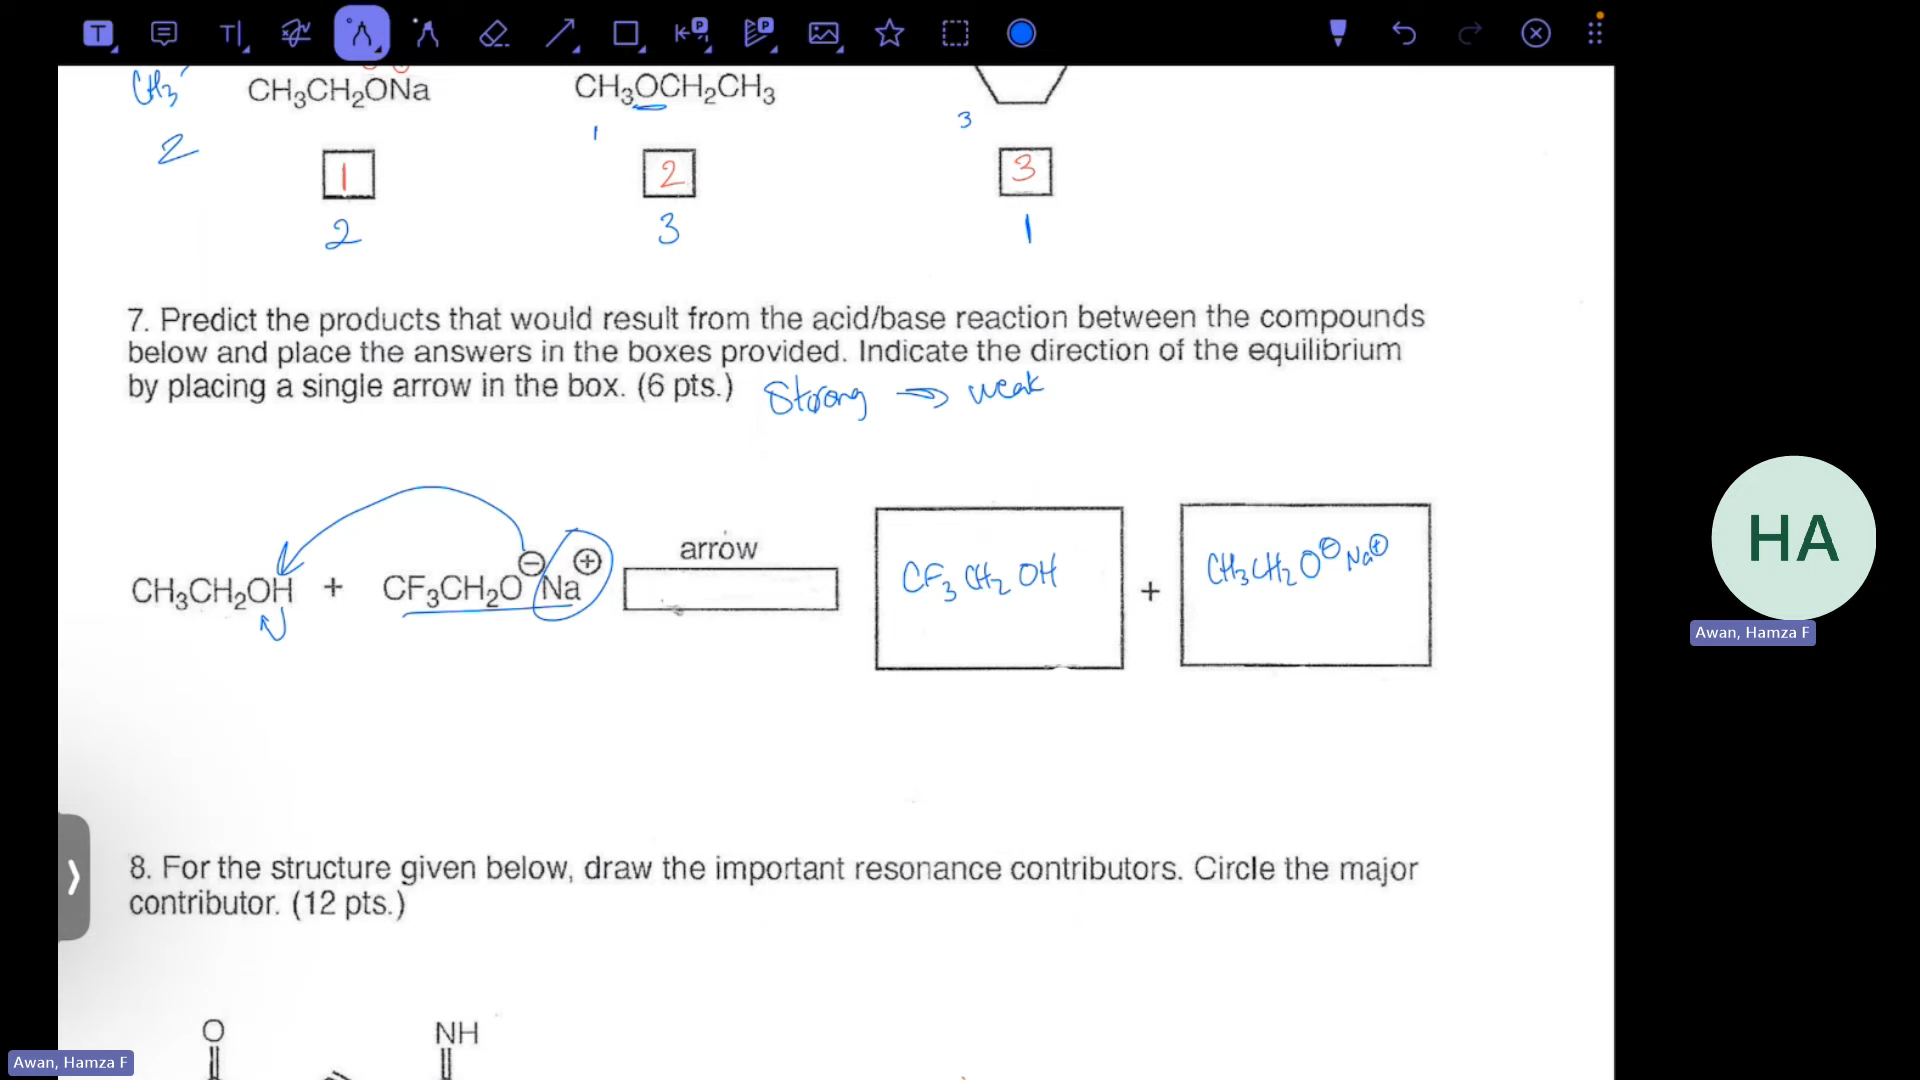 CH3
CH3CH2ONa
CH3OCH2CH3
2
1
3
1
2
3
2
3
1
7. Predict the products that would result from the acid/base reaction between the compounds
below and place the answers in the boxes provided. Indicate the direction of the equilibrium
by placing a single arrow in the box. (6 pts.) Strong → weak
CH3CH2OH + CF3CH2O⊖ Na⊕ arrow CF3CH2OH + CH3CH2O⊖ Na⊕
8. For the structure given below, draw the important resonance contributors. Circle the major
contributor. (12 pts.)
O
NH
HA
Awan, Hamza F
Awan, Hamza F